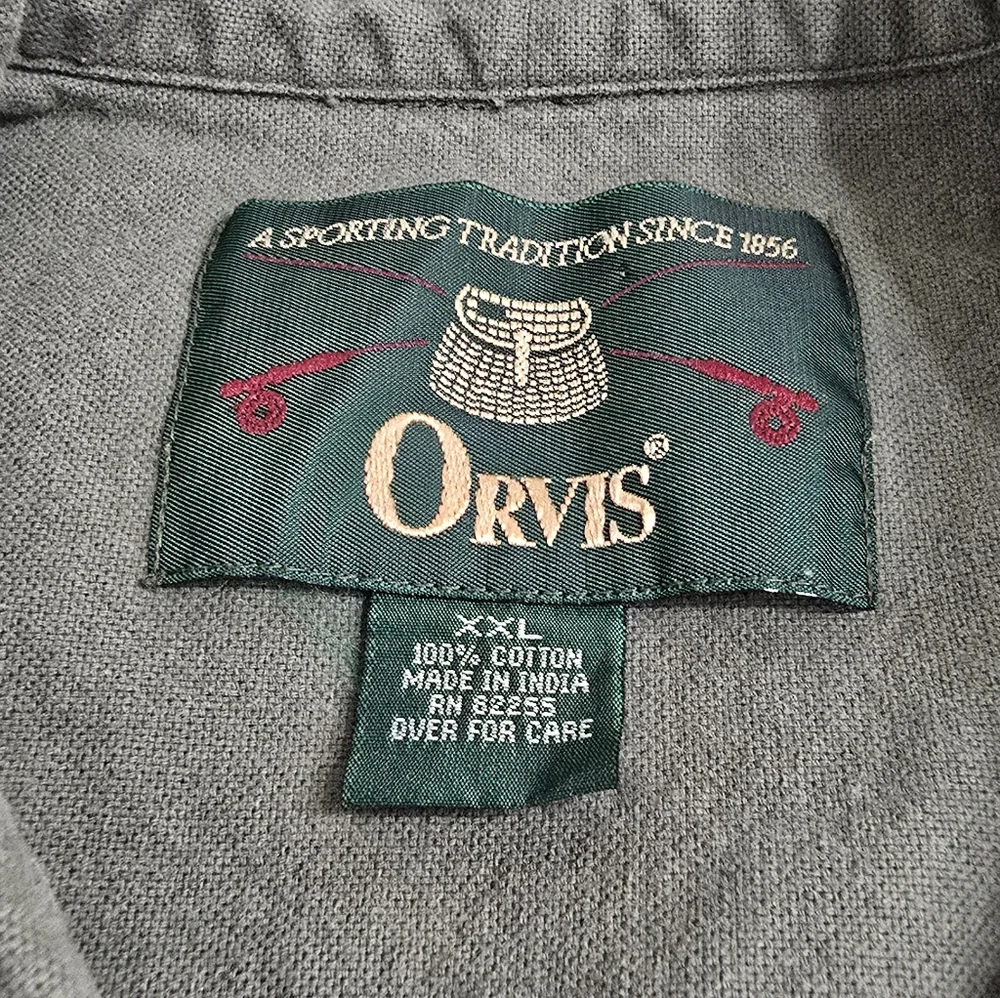 A SPORTING TRADITION SINCE 1856
ORVIS®
XXL
100% COTTON
MADE IN INDIA
RN 82255
OVER FOR CARE